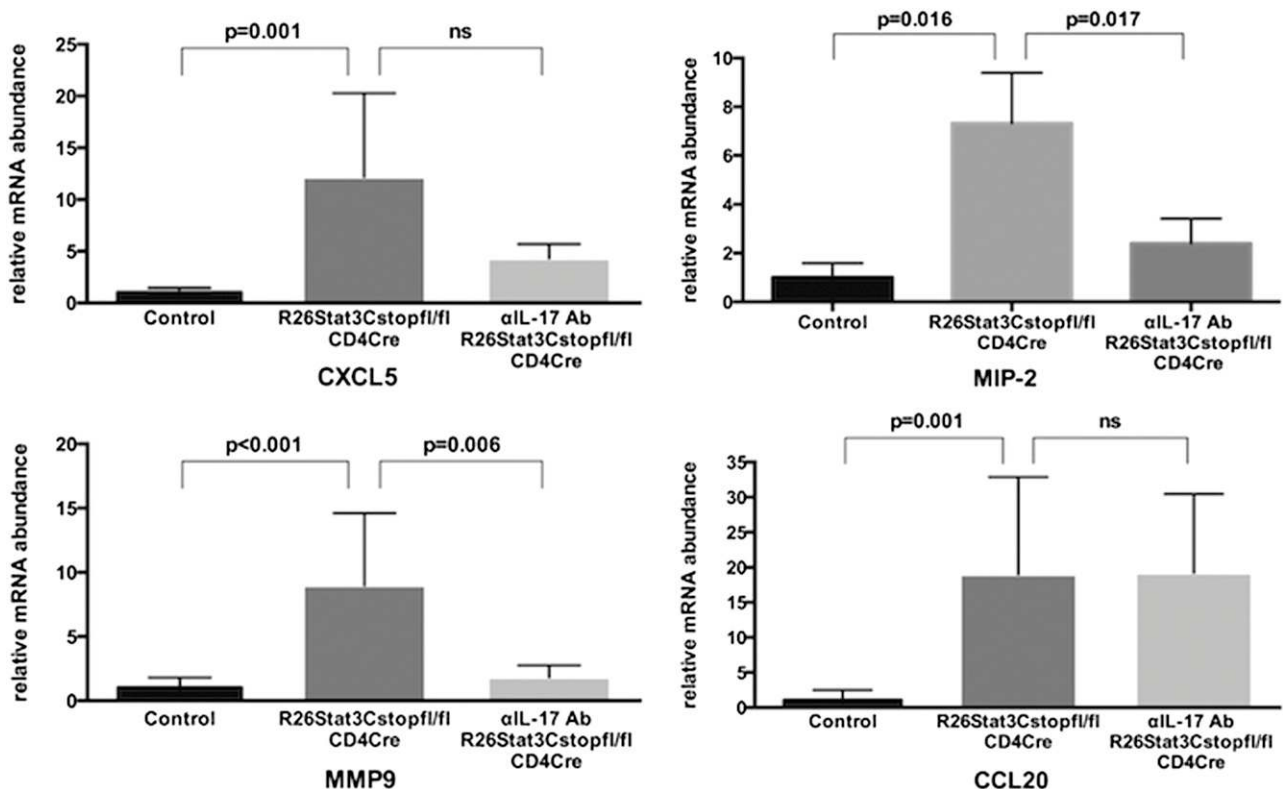 p=0.001 ns
25
20
15
10
5
0
relative mRNA abundance
Control R26Stat3Cstopfl/fl αIL-17 Ab
CD4Cre R26Stat3Cstopfl/fl
CD4Cre
CXCL5
p=0.016 p=0.017
10
8
6
4
2
0
relative mRNA abundance
Control R26Stat3Cstopfl/fl αIL-17 Ab
CD4Cre R26Stat3Cstopfl/fl
CD4Cre
MIP-2
p<0.001 p=0.006
20
15
10
5
0
relative mRNA abundance
Control R26Stat3Cstopfl/fl αIL-17 Ab
CD4Cre R26Stat3Cstopfl/fl
CD4Cre
MMP9
p=0.001 ns
35
30
25
20
15
10
5
0
relative mRNA abundance
Control R26Stat3Cstopfl/fl αIL-17 Ab
CD4Cre R26Stat3Cstopfl/fl
CD4Cre
CCL20